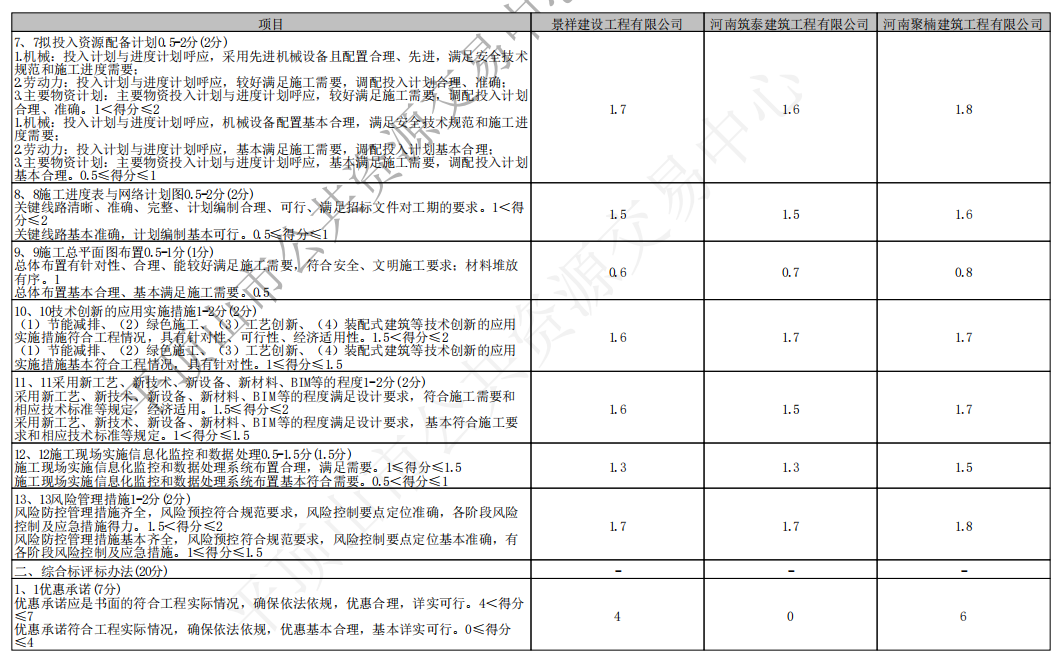 项目 景祥建设工程有限公司 河南筑泰建筑工程有限公司 河南聚楠建筑工程有限公司
7、7拟投入资源配备计划0.5-2分(2分)
1.机械：投入计划与进度计划呼应，采用先进机械设备且配置合理、先进，满足安全技术
规范和施工进度需要；
2.劳动力：投入计划与进度计划呼应，较好满足施工需要，调配投入计划合理、准确；
3.主要物资计划：主要物资投入计划与进度计划呼应，较好满足施工需要，调配投入计划
合理、准确。1＜得分≤2
1.机械：投入计划与进度计划呼应，机械设备配置基本合理，满足安全技术规范和施工进
度需要；
2.劳动力：投入计划与进度计划呼应，基本满足施工需要，调配投入计划基本合理；
3.主要物资计划：主要物资投入计划与进度计划呼应，基本满足施工需要，调配投入计划
基本合理。0.5≤得分≤1
1.7 1.6 1.8
8、8施工进度表与网络计划图0.5-2分(2分)
关键线路清晰、准确、完整、计划编制合理、可行、满足招标文件对工期的要求。1＜得
分≤2
关键线路基本准确，计划编制基本可行。0.5≤得分≤1
1.5 1.5 1.6
9、9施工总平面图布置0.5-1分(1分)
总体布置有针对性、合理、能较好满足施工需要，符合安全、文明施工要求；材料堆放
有序。1
总体布置基本合理、基本满足施工需要。0.5
0.6 0.7 0.8
10、10技术创新的应用实施措施1-2分(2分)
（1）节能减排、（2）绿色施工、（3）工艺创新、（4）装配式建筑等技术创新的应用
实施措施符合工程情况，具有针对性、可行性、经济适用性。1.5＜得分≤2
（1）节能减排、（2）绿色施工、（3）工艺创新、（4）装配式建筑等技术创新的应用
实施措施基本符合工程情况，具有针对性。1≤得分≤1.5
1.6 1.7 1.7
11、11采用新工艺、新技术、新设备、新材料、BIM等的程度1-2分(2分)
采用新工艺、新技术、新设备、新材料、BIM等的程度满足设计要求，符合施工需要和
相应技术标准等规定，经济适用。1.5≤得分≤2
采用新工艺、新技术、新设备、新材料、BIM等的程度满足设计要求， 基本符合施工要
求和相应技术标准等规定。1＜得分≤1.5
1.6 1.5 1.7
12、12施工现场实施信息化监控和数据处理0.5-1.5分(1.5分)
施工现场实施信息化监控和数据处理系统布置合理，满足需要。1≤得分≤1.5
施工现场实施信息化监控和数据处理系统布置基本符合需要。0.5＜得分≤1
1.3 1.3 1.5
13、13风险管理措施1-2分(2分)
风险防控管理措施齐全，风险预控符合规范要求，风险控制要点定位准确，各阶段风险
控制及应急措施得力。1.5＜得分≤2
风险防控管理措施基本齐全，风险预控符合规范要求，风险控制要点定位基本准确，有
各阶段风险控制及应急措施。1≤得分≤1.5
1.7 1.7 1.8
二、综合标评标办法(20分) - - -
1、1优惠承诺(7分)
优惠承诺应是书面的符合工程实际情况，确保依法依规，优惠合理，详实可行。4＜得分
≤7
优惠承诺符合工程实际情况，确保依法依规，优惠基本合理，基本详实可行。0≤得分
≤4
4 0 6
平顶山市公共资源交易中心
平顶山市公共资源交易中心